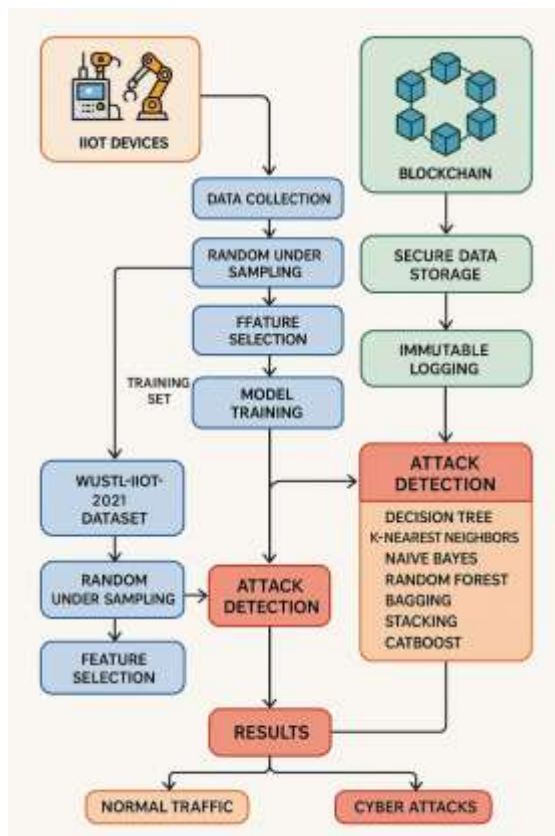 IIOT DEVICES
BLOCKCHAIN
DATA COLLECTION
RANDOM UNDER
SAMPLING
SECURE DATA
STORAGE
FFATURE
SELECTION
IMMUTABLE
LOGGING
TRAINING
SET
MODEL
TRAINING
WUSTL-IIOT-
2021
DATASET
ATTACK
DETECTION
DECISION TREE
K-NEAREST NEIGHBORS
NAIVE BAYES
RANDOM FOREST
BAGGING
STACKING
CATBOOST
RANDOM
UNDER SAMPLING
ATTACK
DETECTION
FEATURE
SELECTION
RESULTS
NORMAL TRAFFIC
CYBER ATTACKS